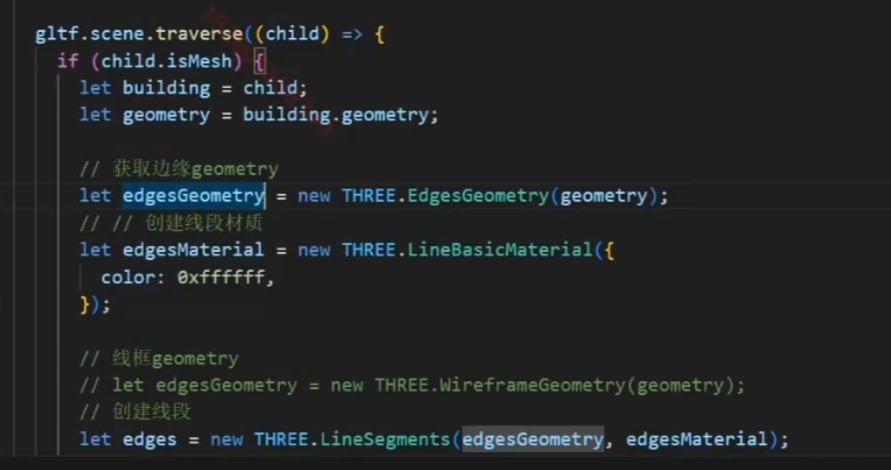 gltf.scene.traverse((child) => {
if (child.isMesh) {
let building = child;
let geometry = building.geometry;
// 获取边缘geometry
let edgesGeometry = new THREE.EdgesGeometry(geometry);
// // 创建线段材质
let edgesMaterial = new THREE.LineBasicMaterial({
color: 0xffffff,
});
// 线框geometry
// let edgesGeometry = new THREE.WireframeGeometry(geometry);
// 创建线段
let edges = new THREE.LineSegments(edgesGeometry, edgesMaterial);